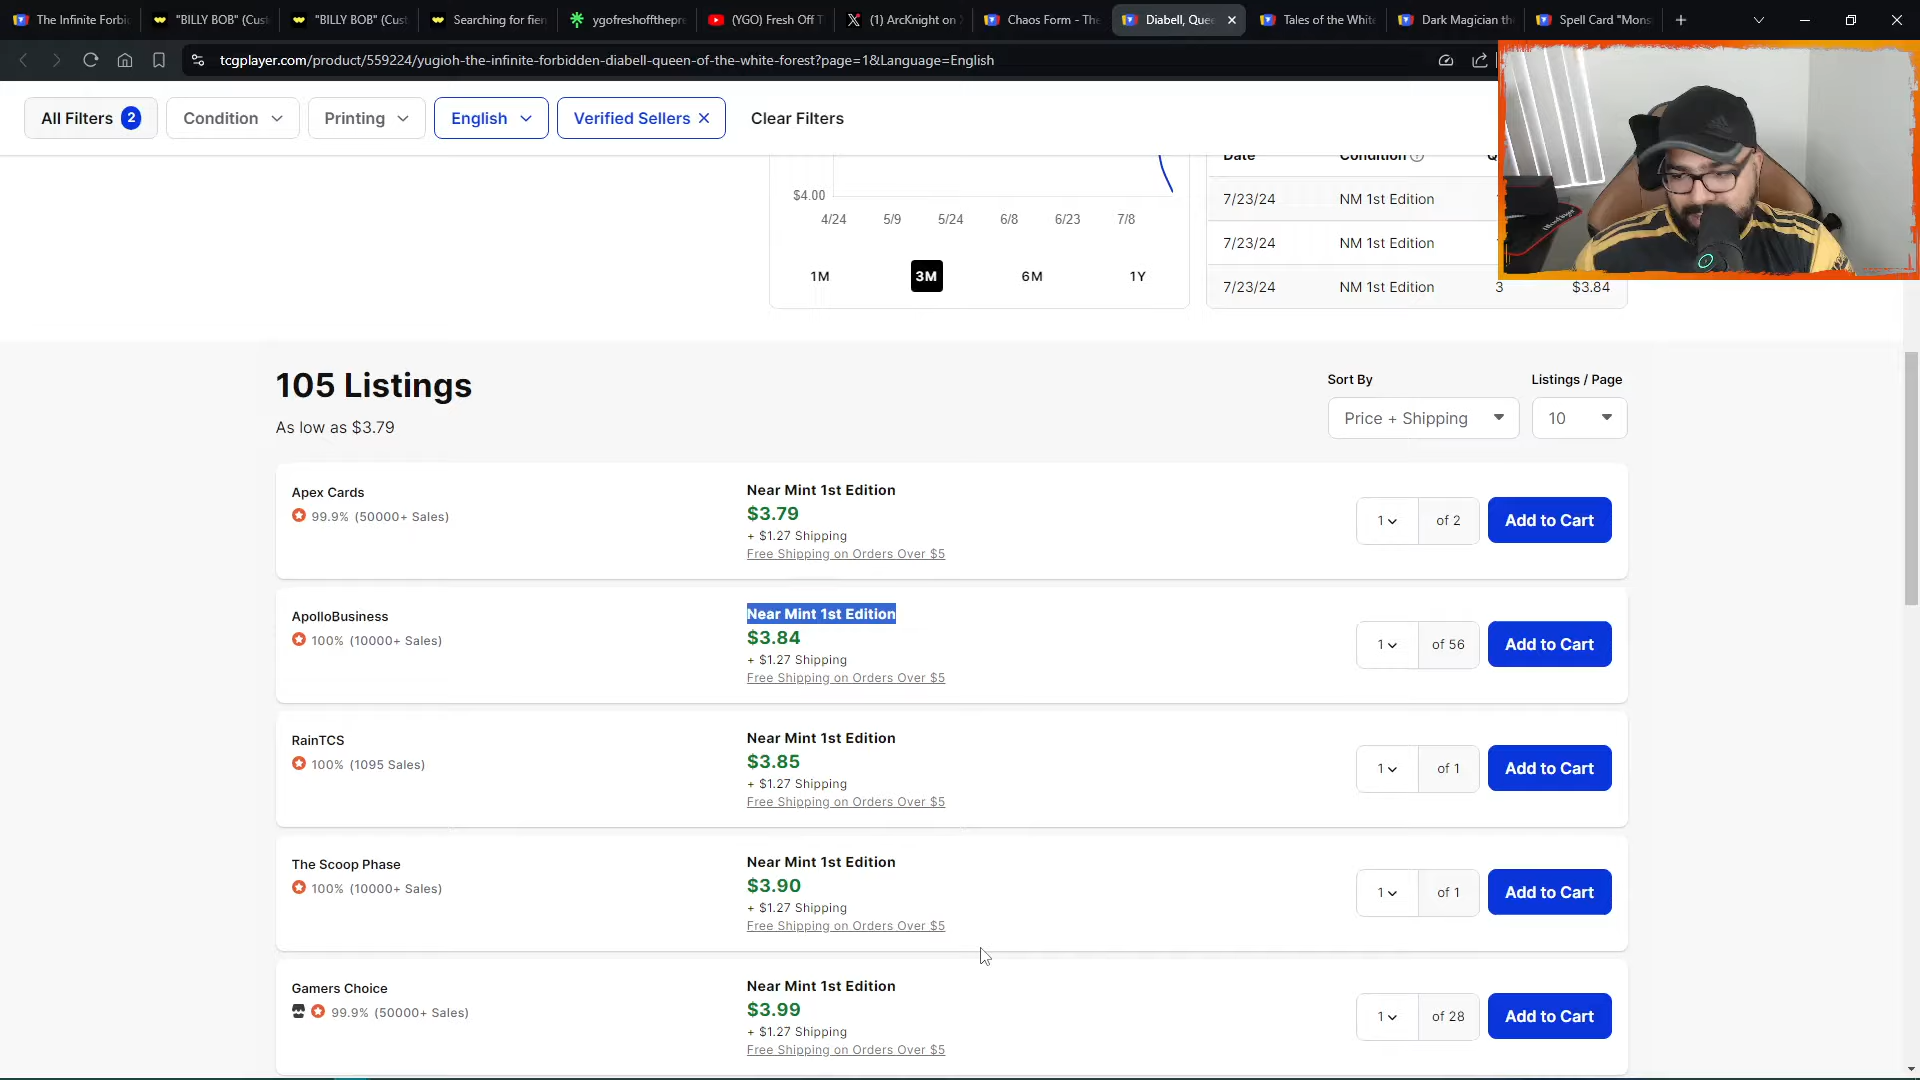 The Infinite Forbi
"BILLY BOB" (Cust
"BILLY BOB" (Cust
Searching for fien
ygofreshoffthepre
(YGO) Fresh Off T
(1) ArcKnight on
Chaos Form - The
Diabell, Quee
Tales of the White
Dark Magician th
Spell Card "Mons
tcgplayer.com/product/559224/yugioh-the-infinite-forbidden-diabell-queen-of-the-white-forest?page=1&Language=English
All Filters 2
Condition
Printing
English
Verified Sellers
Clear Filters
Date
Condition
$4.00
4/24 5/9 5/24 6/8 6/23 7/8
1M 3M 6M 1Y
7/23/24 NM 1st Edition
7/23/24 NM 1st Edition
7/23/24 NM 1st Edition 3 $3.84
105 Listings
As low as $3.79
Sort By
Price + Shipping
Listings / Page
10
Apex Cards
99.9% (50000+ Sales)
Near Mint 1st Edition
$3.79
+ $1.27 Shipping
Free Shipping on Orders Over $5
1 of 2
Add to Cart
ApolloBusiness
100% (10000+ Sales)
Near Mint 1st Edition
$3.84
+ $1.27 Shipping
Free Shipping on Orders Over $5
1 of 56
Add to Cart
RainTCS
100% (1095 Sales)
Near Mint 1st Edition
$3.85
+ $1.27 Shipping
Free Shipping on Orders Over $5
1 of 1
Add to Cart
The Scoop Phase
100% (10000+ Sales)
Near Mint 1st Edition
$3.90
+ $1.27 Shipping
Free Shipping on Orders Over $5
1 of 1
Add to Cart
Gamers Choice
99.9% (50000+ Sales)
Near Mint 1st Edition
$3.99
+ $1.27 Shipping
Free Shipping on Orders Over $5
1 of 28
Add to Cart